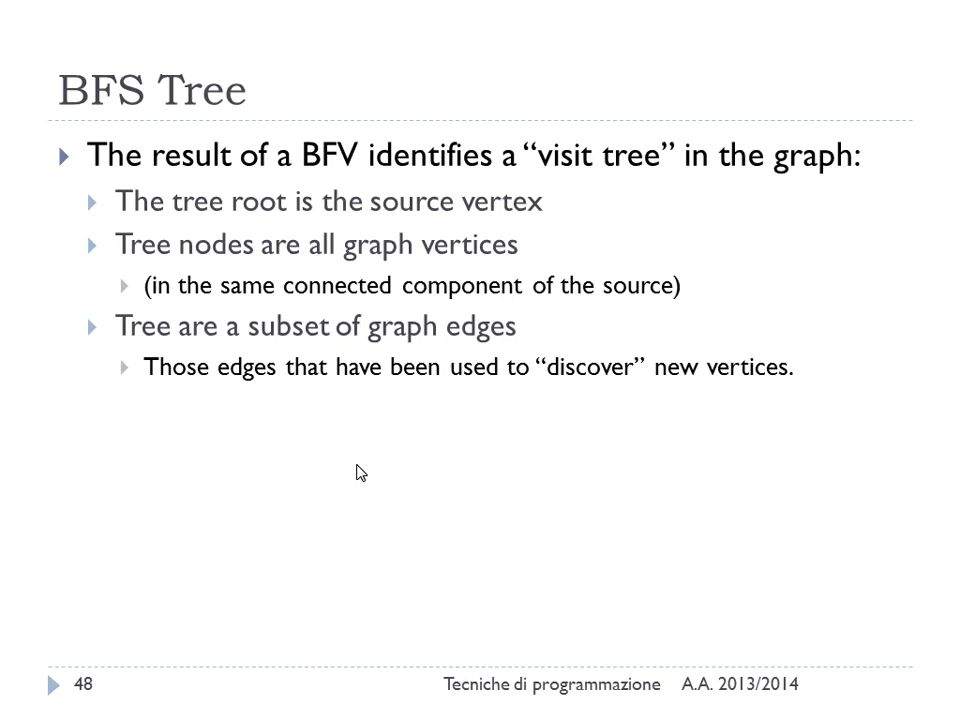 BFS Tree
The result of a BFV identifies a “visit tree” in the graph:
The tree root is the source vertex
Tree nodes are all graph vertices
(in the same connected component of the source)
Tree are a subset of graph edges
Those edges that have been used to “discover” new vertices.
48 Tecniche di programmazione A.A. 2013/2014